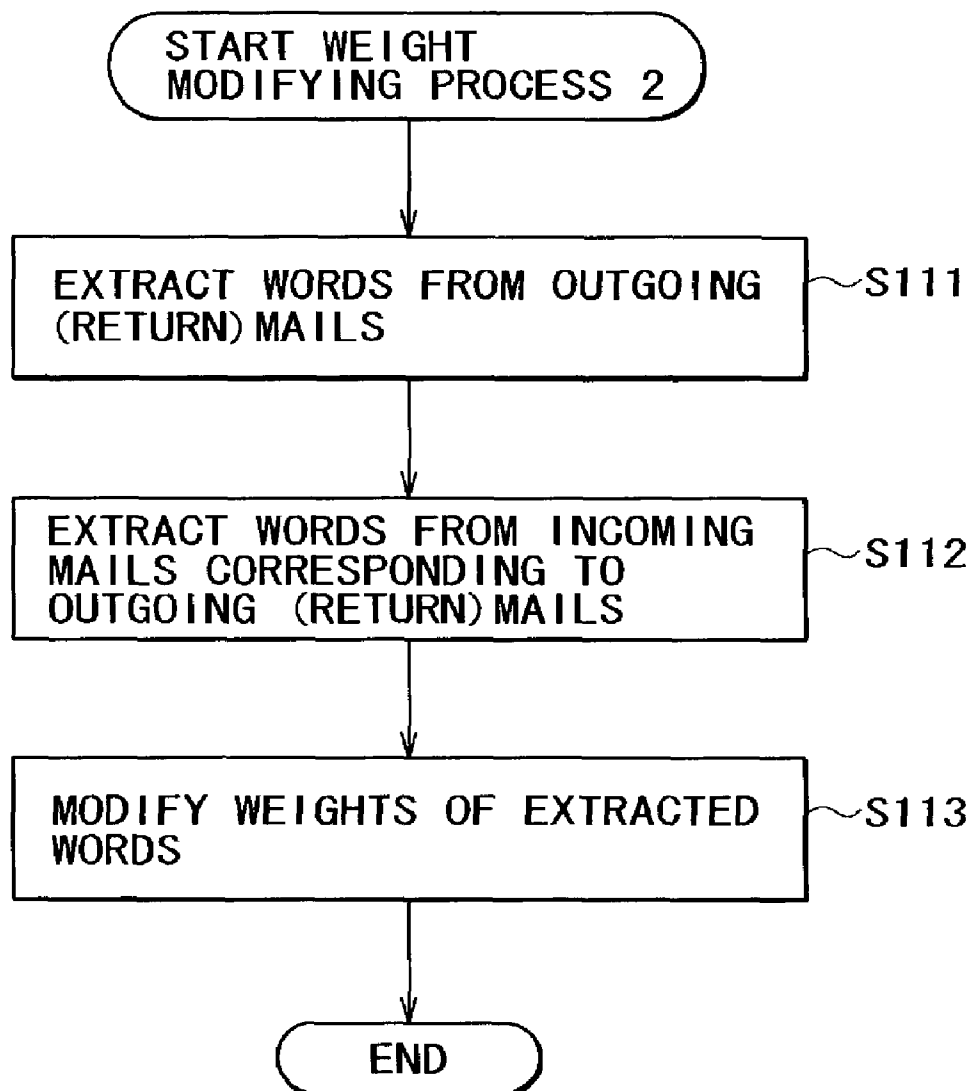 START WEIGHT
MODIFYING PROCESS 2
EXTRACT WORDS FROM OUTGOING
(RETURN) MAILS
S111
EXTRACT WORDS FROM INCOMING
MAILS CORRESPONDING TO
OUTGOING (RETURN) MAILS
S112
MODIFY WEIGHTS OF EXTRACTED
WORDS
S113
END